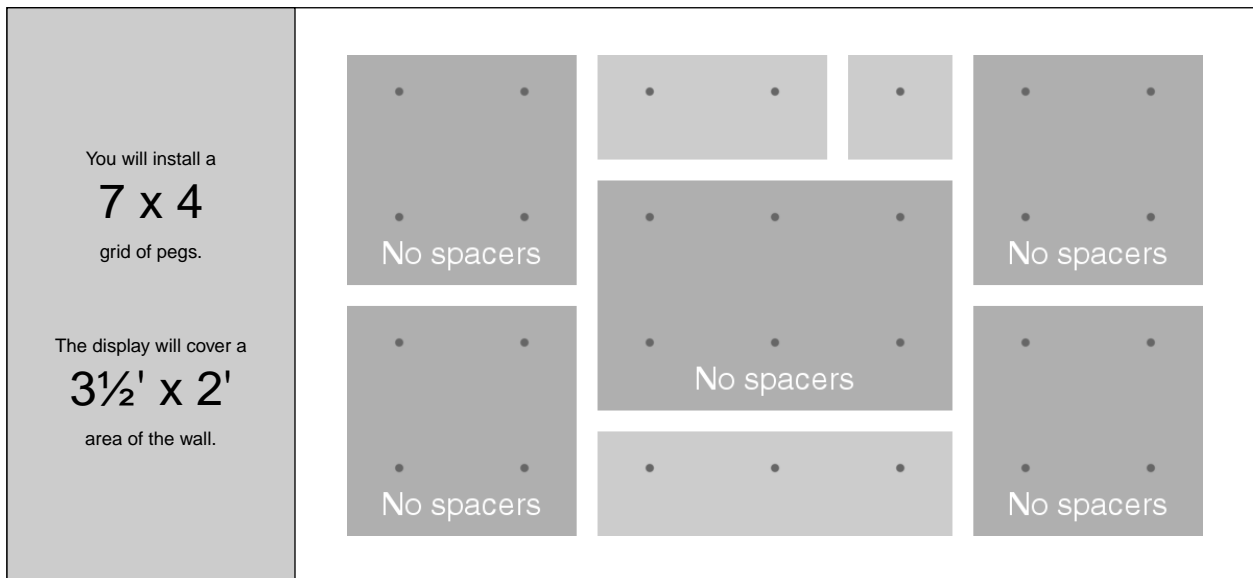 You will install a
7 x 4
grid of pegs.
The display will cover a
3½' x 2'
area of the wall.
No spacers
No spacers
No spacers
No spacers
No spacers